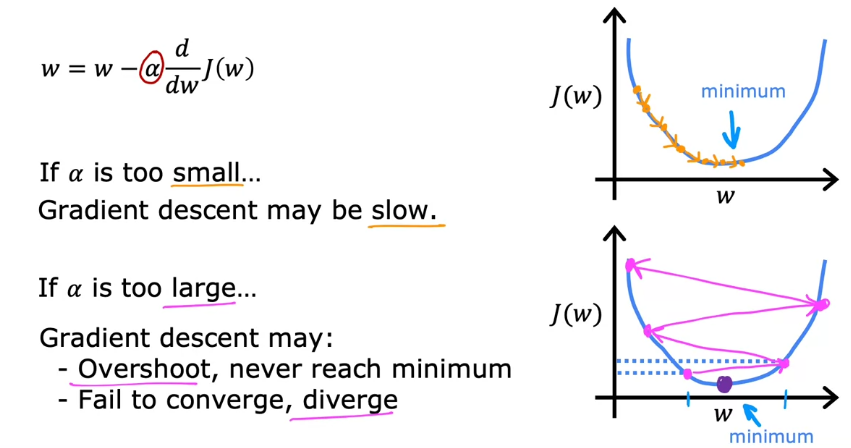 w = w − α d/dw J(w)
If α is too small...
Gradient descent may be slow.
If α is too large...
Gradient descent may:
- Overshoot, never reach minimum
- Fail to converge, diverge
J(w)
minimum
w
J(w)
w
minimum